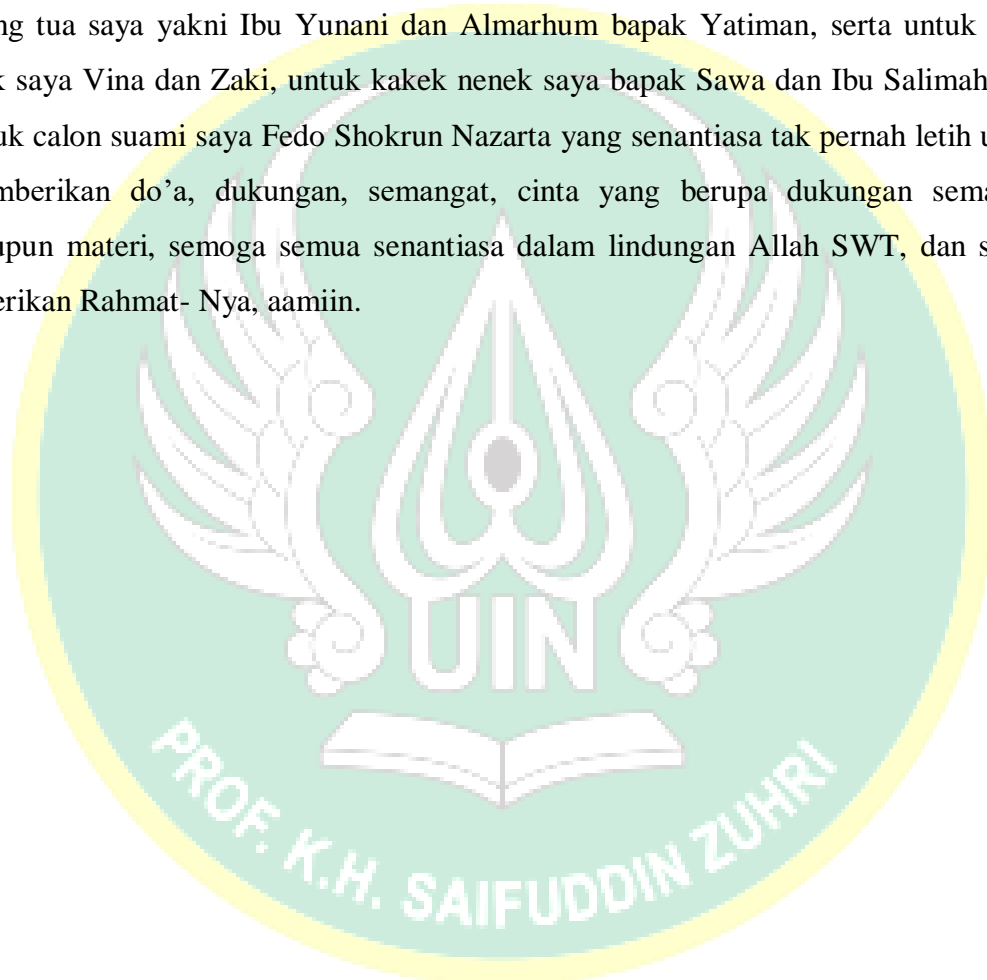 ng tua saya yakni Ibu Yunani dan Almarhum bapak Yatiman, serta untuk
k saya Vina dan Zaki, untuk kakek nenek saya bapak Sawa dan Ibu Salimah
uk calon suami saya Fedo Shokrun Nazarta yang senantiasa tak pernah letih u
mberikan do’a, dukungan, semangat, cinta yang berupa dukungan sema
upun materi, semoga semua senantiasa dalam lindungan Allah SWT, dan s
erikan Rahmat- Nya, aamiin.
UIN
PROF. K.H. SAIFUDDIN ZUHRI